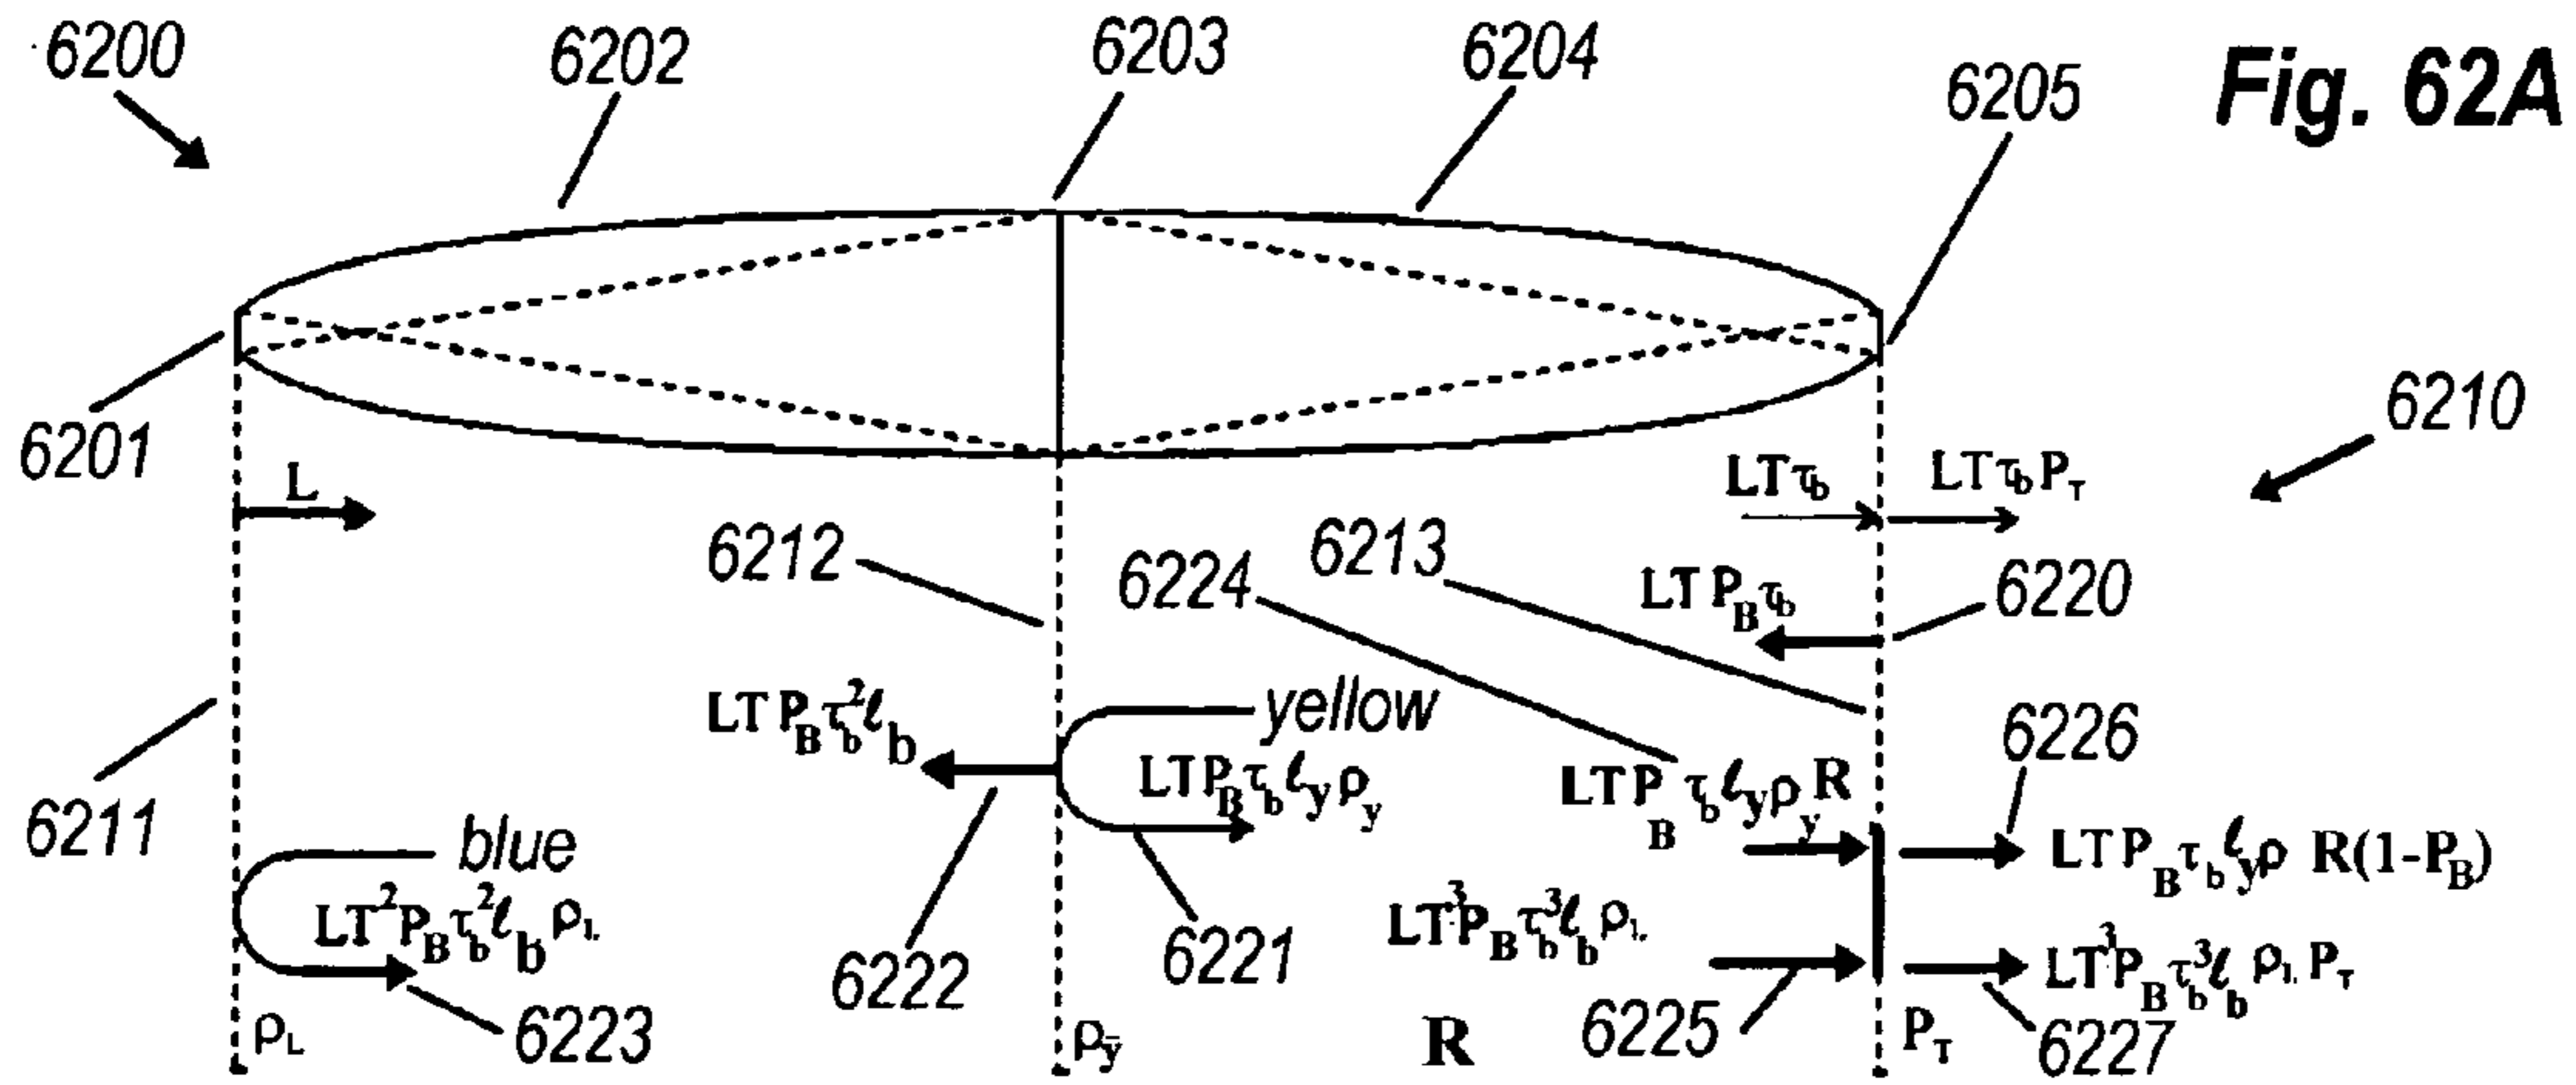 6200
6202
6203
6204
6205
Fig. 62A
6201
6210
L
LTτb
LTτbPT
6212
6224
6213
LTPBτb
6220
LTPBτb²ℓb
yellow
LTPBτbℓyρy
LTPBτbℓyρyR
6226
6211
blue
LTPBτbℓyρ R(1-PB)
LT²PBτb²ℓbρL
LT³PBτb³ℓbρL
LT³PBτb³ℓbρLPT
6222
6221
6223
6225
6227
ρL
ρy
R
PT